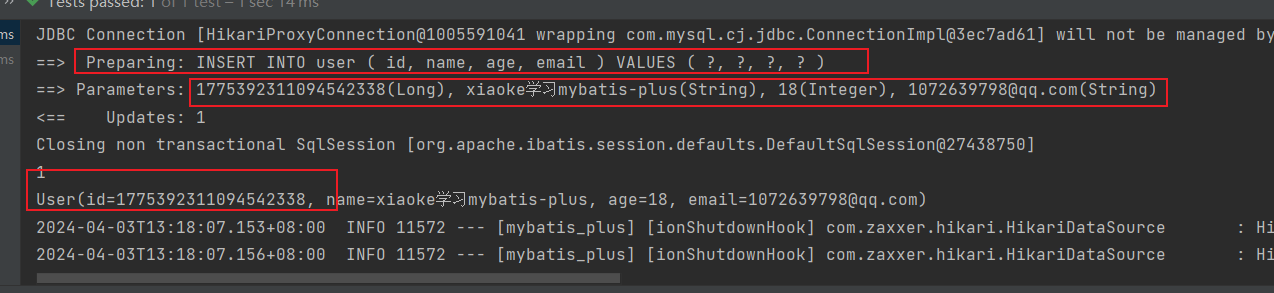 Tests passed: 1 of 1 test – 1 sec 14 ms
ms
JDBC Connection [HikariProxyConnection@1005591041 wrapping com.mysql.cj.jdbc.ConnectionImpl@3ec7ad61] will not be managed by
ms
==>  Preparing: INSERT INTO user ( id, name, age, email ) VALUES ( ?, ?, ?, ? )
==> Parameters: 1775392311094542338(Long), xiaoke学习mybatis-plus(String), 18(Integer), 1072639798@qq.com(String)
<==    Updates: 1
Closing non transactional SqlSession [org.apache.ibatis.session.defaults.DefaultSqlSession@27438750]
1
User(id=1775392311094542338, name=xiaoke学习mybatis-plus, age=18, email=1072639798@qq.com)
2024-04-03T13:18:07.153+08:00  INFO 11572 --- [mybatis_plus] [ionShutdownHook] com.zaxxer.hikari.HikariDataSource       : Hi
2024-04-03T13:18:07.156+08:00  INFO 11572 --- [mybatis_plus] [ionShutdownHook] com.zaxxer.hikari.HikariDataSource       : Hi